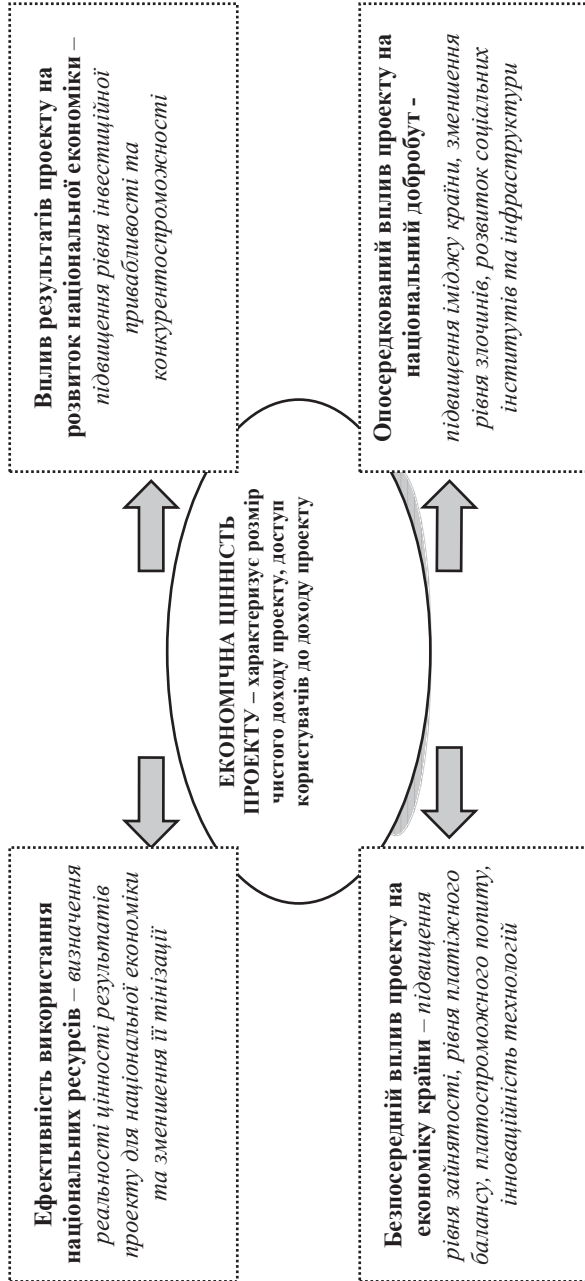 Ефективність використання
національних ресурсів – визначення
реальності цінності результатів
проекту для національної економіки
та зменшення її тінізації
Вплив результатів проекту на
розвиток національної економіки –
підвищення рівня інвестиційної
привабливості та
конкурентоспроможності
ЕКОНОМІЧНА ЦІННІСТЬ
ПРОЕКТУ – характеризує розмір
чистого доходу проекту, доступ
користувачів до доходу проекту
Безпосередній вплив проекту на
економіку країни – підвищення
рівня зайнятості, рівня платіжного
балансу, платоспроможного попиту,
інноваційність технологій
Опосередкований вплив проекту на
національний добробут -
підвищення іміджу країни, зменшення
рівня злочинів, розвиток соціальних
інститутів та інфраструктури